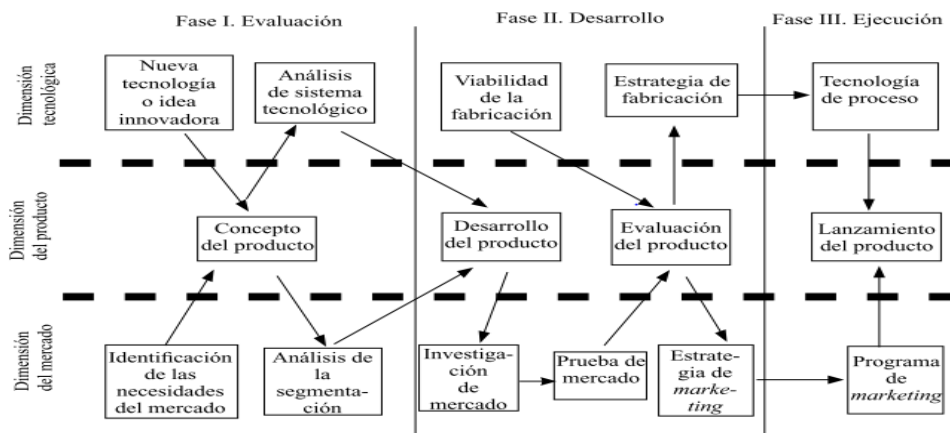 Fase I. Evaluación
Fase II. Desarrollo
Fase III. Ejecución
Dimensión
tecnológica
Nueva
tecnología
o idea
innovadora
Análisis
de sistema
tecnológico
Viabilidad
de la
fabricación
Estrategia de
fabricación
Tecnología
de proceso
Dimensión
del producto
Concepto
del producto
Desarrollo
del producto
Evaluación
del producto
Lanzamiento
del producto
Dimensión
del mercado
Identificación
de las
necesidades
del mercado
Análisis de
la
segmenta-
ción
Investiga-
ción
de
mercado
Prueba de
mercado
Estrate-
gia de
marke-
ting
Programa
de
marketing